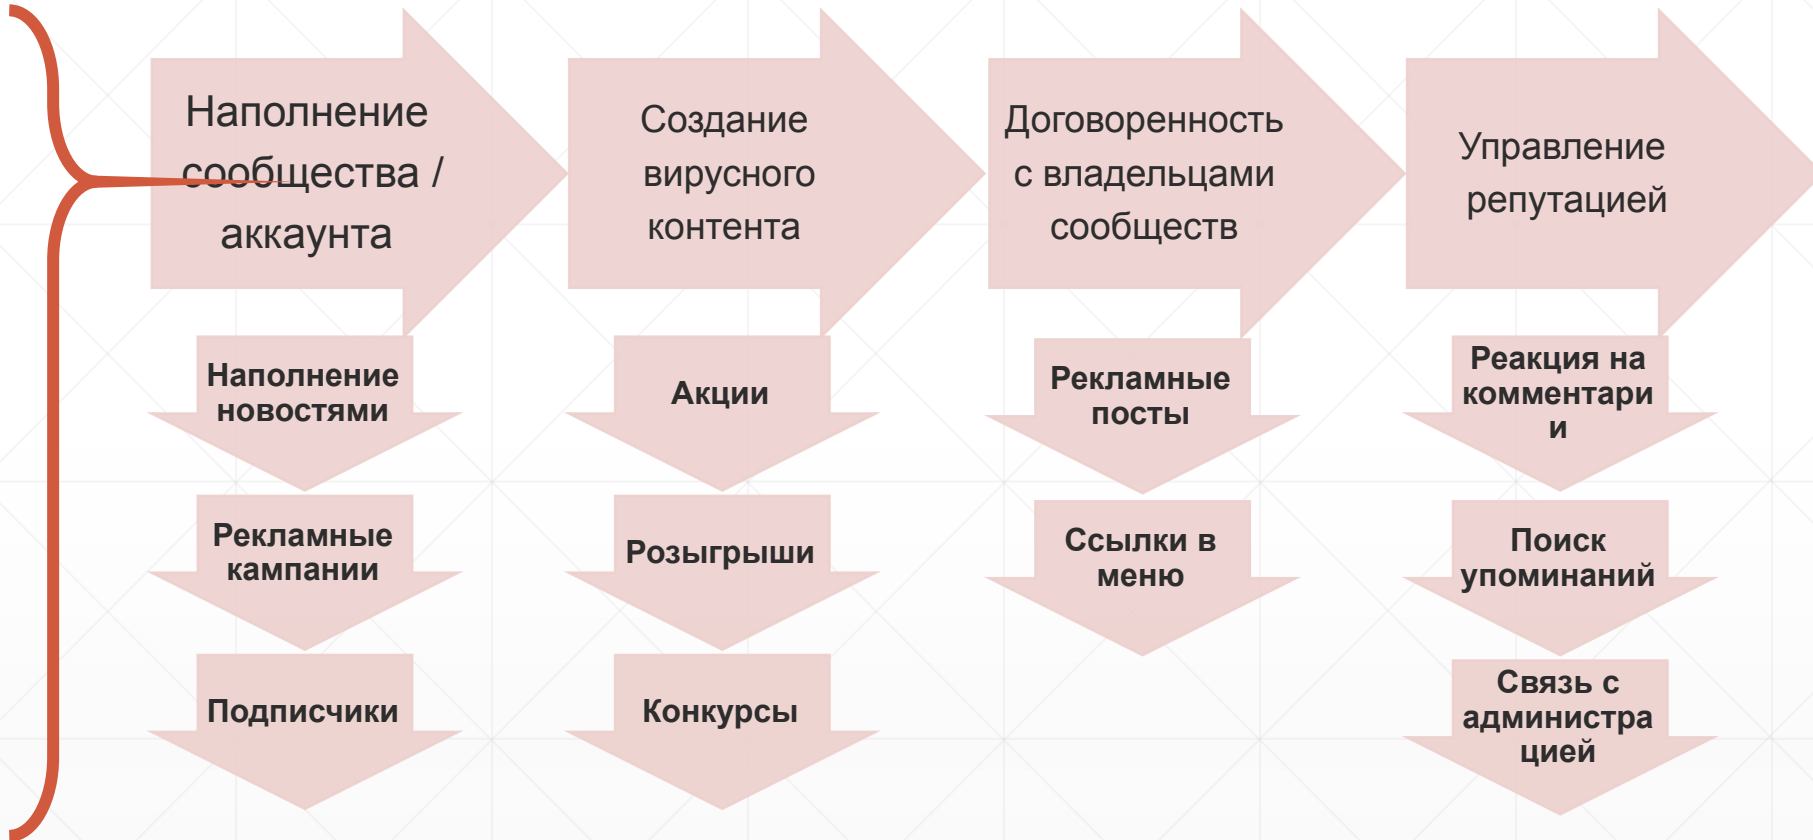 Наполнение
сообщества /
аккаунта
Создание
вирусного
контента
Договоренность
с владельцами
сообществ
Управление
репутацией
Наполнение
новостями
Акции
Рекламные
посты
Реакция на
комментари
и
Рекламные
кампании
Розыгрыши
Ссылки в
меню
Поиск
упоминаний
Подписчики
Конкурсы
Связь с
администра
цией